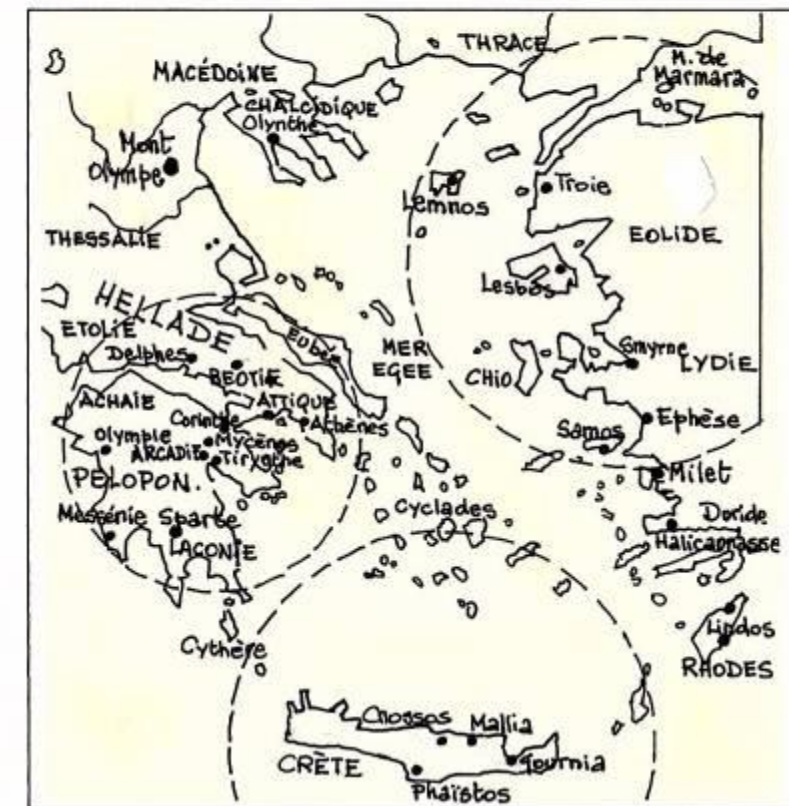 THRACE
M. de
Marmara
MACÉDOINE
CHALCIDIQUE
Olynthe
Mont
Olympe
Lemnos
Troie
THESSALIE
EOLIDE
Lesbos
HELLADE
ETOLIE
Delphes
EUBÉ
MER
EGEE
Smyrne
LYDIE
BEOTIE
CHIO
ACHAIE
ATTIQUE
Corinthe
Athènes
Ephèse
Olympie
Mycènes
Samos
ARCADIE
Tirynthe
PELOPON.
Milet
Messénie
Sparte
Cyclades
Doride
LACONIE
Halicarnasse
Cythère
Lindos
RHODES
Cnossos
Mallia
CRÈTE
Gournia
Phaïstos